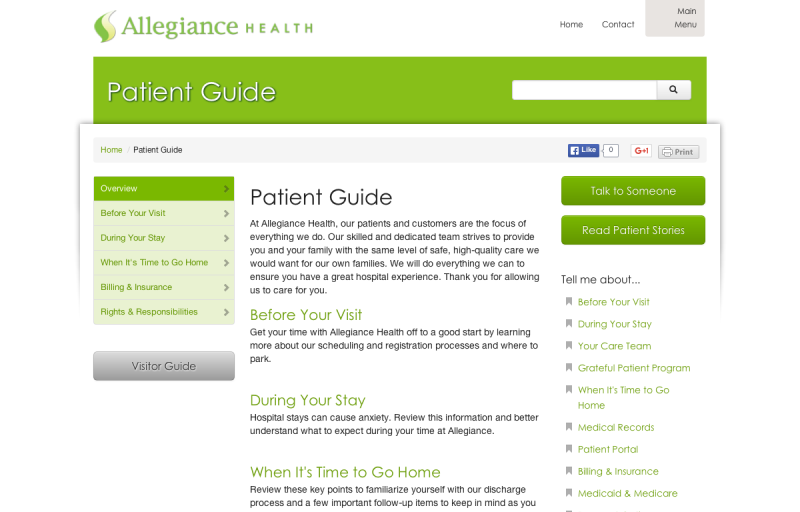 Allegiance HEALTH
Home
Contact
Main
Menu
Patient Guide
Home / Patient Guide
Like
0
G+1
Print
Overview
Before Your Visit
During Your Stay
When It's Time to Go Home
Billing & Insurance
Rights & Responsibilities
Visitor Guide
Patient Guide
At Allegiance Health, our patients and customers are the focus of
everything we do. Our skilled and dedicated team strives to provide
you and your family with the same level of safe, high-quality care we
would want for our own families. We will do everything we can to
ensure you have a great hospital experience. Thank you for allowing
us to care for you.
Before Your Visit
Get your time with Allegiance Health off to a good start by learning
more about our scheduling and registration processes and where to
park.
During Your Stay
Hospital stays can cause anxiety. Review this information and better
understand what to expect during your time at Allegiance.
When It's Time to Go Home
Review these key points to familiarize yourself with our discharge
process and a few important follow-up items to keep in mind as you
Talk to Someone
Read Patient Stories
Tell me about...
Before Your Visit
During Your Stay
Your Care Team
Grateful Patient Program
When It's Time to Go
Home
Medical Records
Patient Portal
Billing & Insurance
Medicaid & Medicare